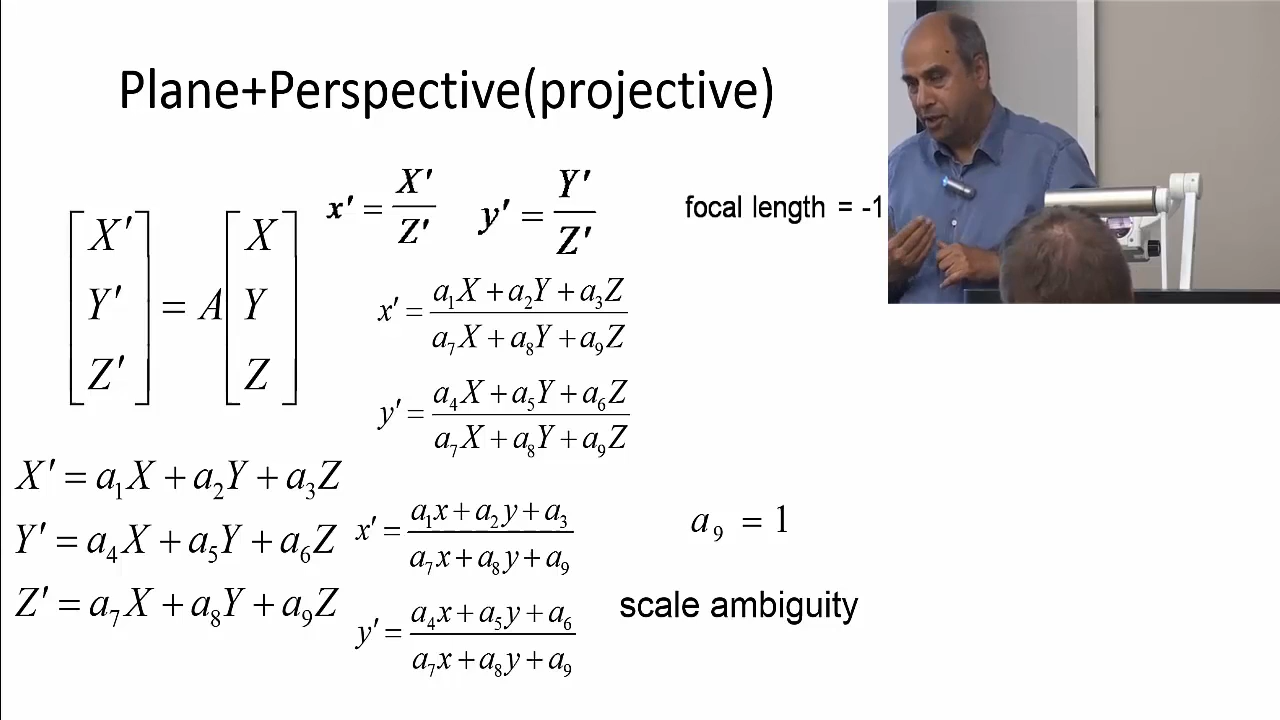 Plane+Perspective(projective)
[X′ Y′ Z′] = A [X Y Z]
x′ = X′/Z′ y′ = Y′/Z′
focal length = -1
x′ = (a₁X + a₂Y + a₃Z)/(a₇X + a₈Y + a₉Z)
y′ = (a₄X + a₅Y + a₆Z)/(a₇X + a₈Y + a₉Z)
X′ = a₁X + a₂Y + a₃Z
Y′ = a₄X + a₅Y + a₆Z
Z′ = a₇X + a₈Y + a₉Z
x′ = (a₁x + a₂y + a₃)/(a₇x + a₈y + a₉)
y′ = (a₄x + a₅y + a₆)/(a₇x + a₈y + a₉)
a₉ = 1
scale ambiguity